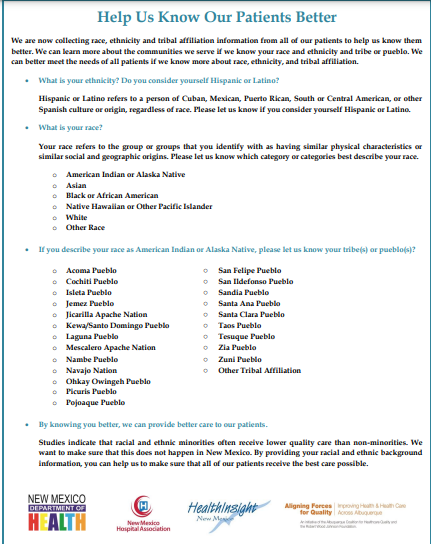 Help Us Know Our Patients Better
We are now collecting race, ethnicity and tribal affiliation information from all of our patients to help us know them
better. We can learn more about the communities we serve if we know your race and ethnicity and tribe or pueblo. We
can better meet the needs of all patients if we know more about race, ethnicity, and tribal affiliation.
• What is your ethnicity? Do you consider yourself Hispanic or Latino?
Hispanic or Latino refers to a person of Cuban, Mexican, Puerto Rican, South or Central American, or other
Spanish culture or origin, regardless of race. Please let us know if you consider yourself Hispanic or Latino.
• What is your race?
Your race refers to the group or groups that you identify with as having similar physical characteristics or
similar social and geographic origins. Please let us know which category or categories best describe your race.
o American Indian or Alaska Native
o Asian
o Black or African American
o Native Hawaiian or Other Pacific Islander
o White
o Other Race
• If you describe your race as American Indian or Alaska Native, please let us know your tribe(s) or pueblo(s)?
o Acoma Pueblo
o Cochiti Pueblo
o Isleta Pueblo
o Jemez Pueblo
o Jicarilla Apache Nation
o Kewa/Santo Domingo Pueblo
o Laguna Pueblo
o Mescalero Apache Nation
o Nambe Pueblo
o Navajo Nation
o Ohkay Owingeh Pueblo
o Picuris Pueblo
o Pojoaque Pueblo
o San Felipe Pueblo
o San Ildefonso Pueblo
o Sandia Pueblo
o Santa Ana Pueblo
o Santa Clara Pueblo
o Taos Pueblo
o Tesuque Pueblo
o Zia Pueblo
o Zuni Pueblo
o Other Tribal Affiliation
• By knowing you better, we can provide better care to our patients.
Studies indicate that racial and ethnic minorities often receive lower quality care than non-minorities. We
want to make sure that this does not happen in New Mexico. By providing your racial and ethnic background
information, you can help us to make sure that all of our patients receive the best care possible.
NEW MEXICO
DEPARTMENT OF
HEALTH
New Mexico
Hospital Association
HealthInsight
New Mexico
Aligning Forces
for Quality
Improving Health & Health Care
Across Albuquerque
An initiative of the Albuquerque Coalition for Healthcare Quality and
the Robert Wood Johnson Foundation.